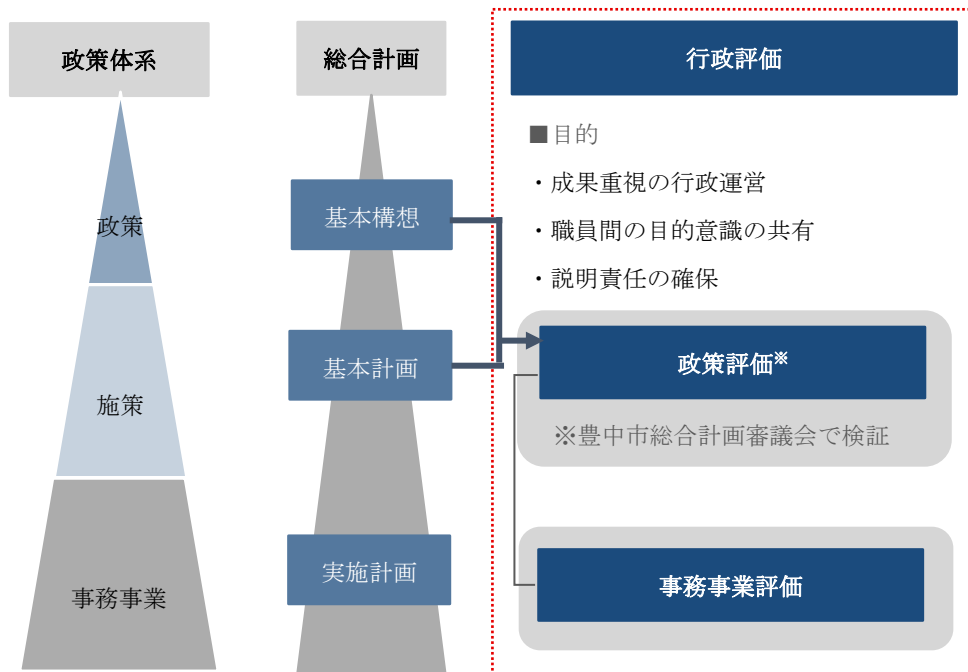 政策体系
総合計画
行政評価
政策
施策
事務事業
基本構想
基本計画
実施計画
■目的
・成果重視の行政運営
・職員間の目的意識の共有
・説明責任の確保
政策評価※
※豊中市総合計画審議会で検証
事務事業評価